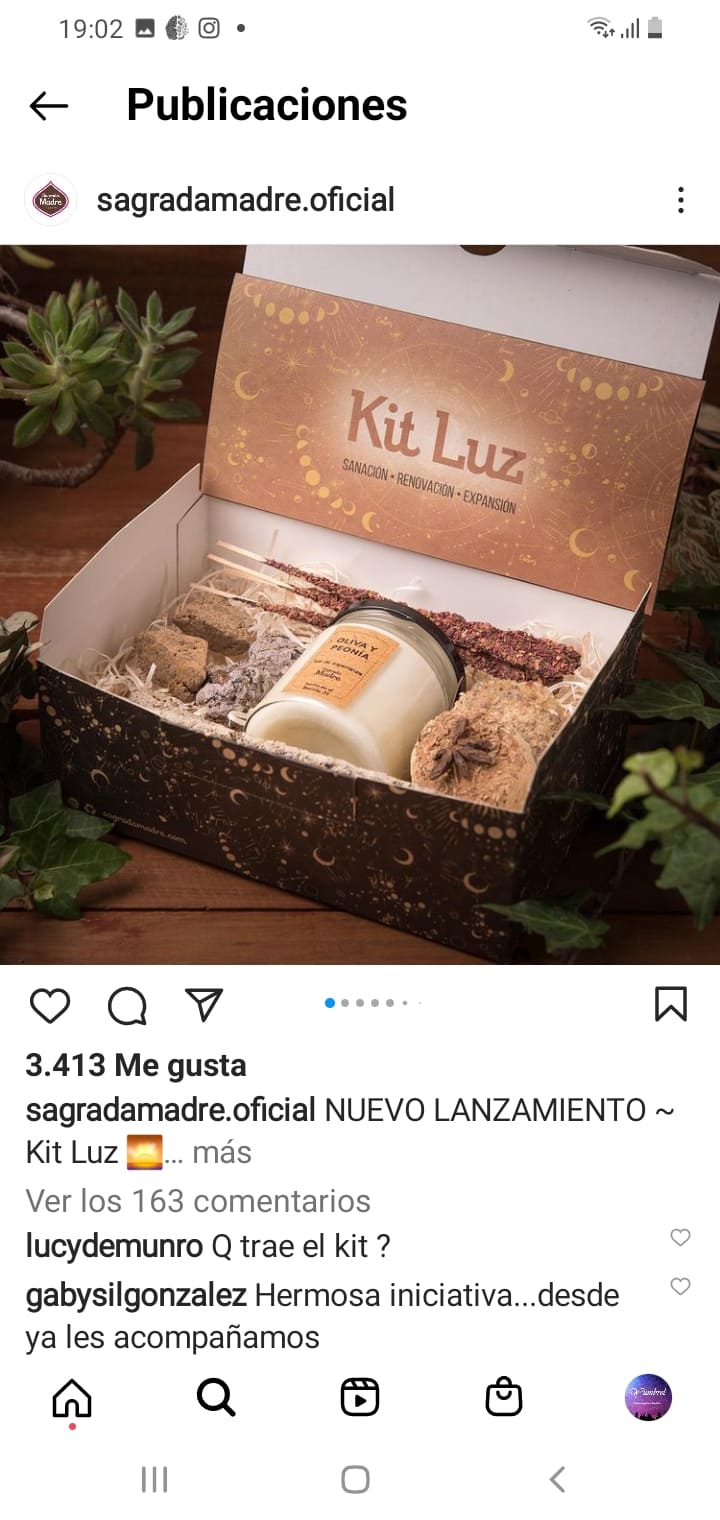 19:02
Publicaciones
Madre
sagradamadre.oficial
Kit Luz
SANACIÓN • RENOVACIÓN • EXPANSIÓN
OLIVA Y
PEONÍA
Madre
sagradamadre.com
3.413 Me gusta
sagradamadre.oficial NUEVO LANZAMIENTO ~
Kit Luz 🌅... más
Ver los 163 comentarios
lucydemunro Q trae el kit ?
gabysilgonzalez Hermosa iniciativa...desde
ya les acompañamos